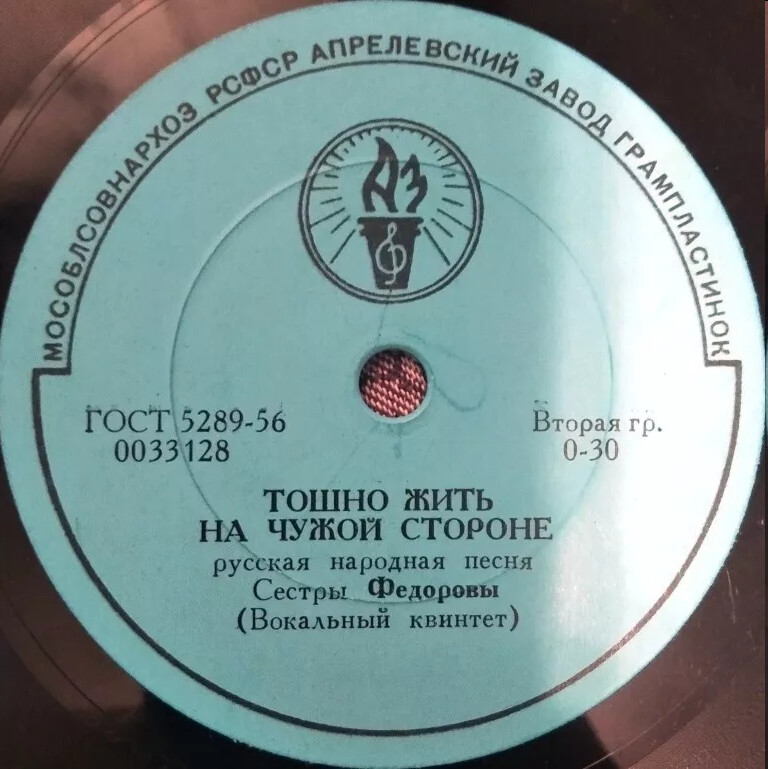 МОСОБЛСОВНАРХОЗ РСФСР АПРЕЛЕВСКИЙ ЗАВОД ГРАМПЛАСТИНОК
АЗ
ГОСТ 5289-56
0033128
Вторая гр.
0-30
ТОШНО ЖИТЬ
НА ЧУЖОЙ СТОРОНЕ
русская народная песня
Сестры Федоровы
(Вокальный квинтет)